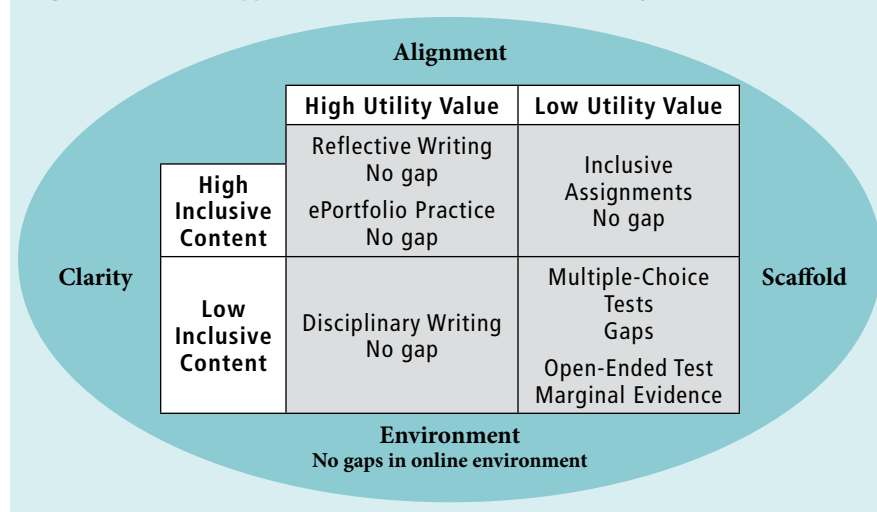 Alignment
High Utility Value
Low Utility Value
High
Inclusive
Content
Reflective Writing
No gap
ePortfolio Practice
No gap
Inclusive
Assignments
No gap
Clarity
Scaffold
Low
Inclusive
Content
Disciplinary Writing
No gap
Multiple-Choice
Tests
Gaps
Open-Ended Test
Marginal Evidence
Environment
No gaps in online environment